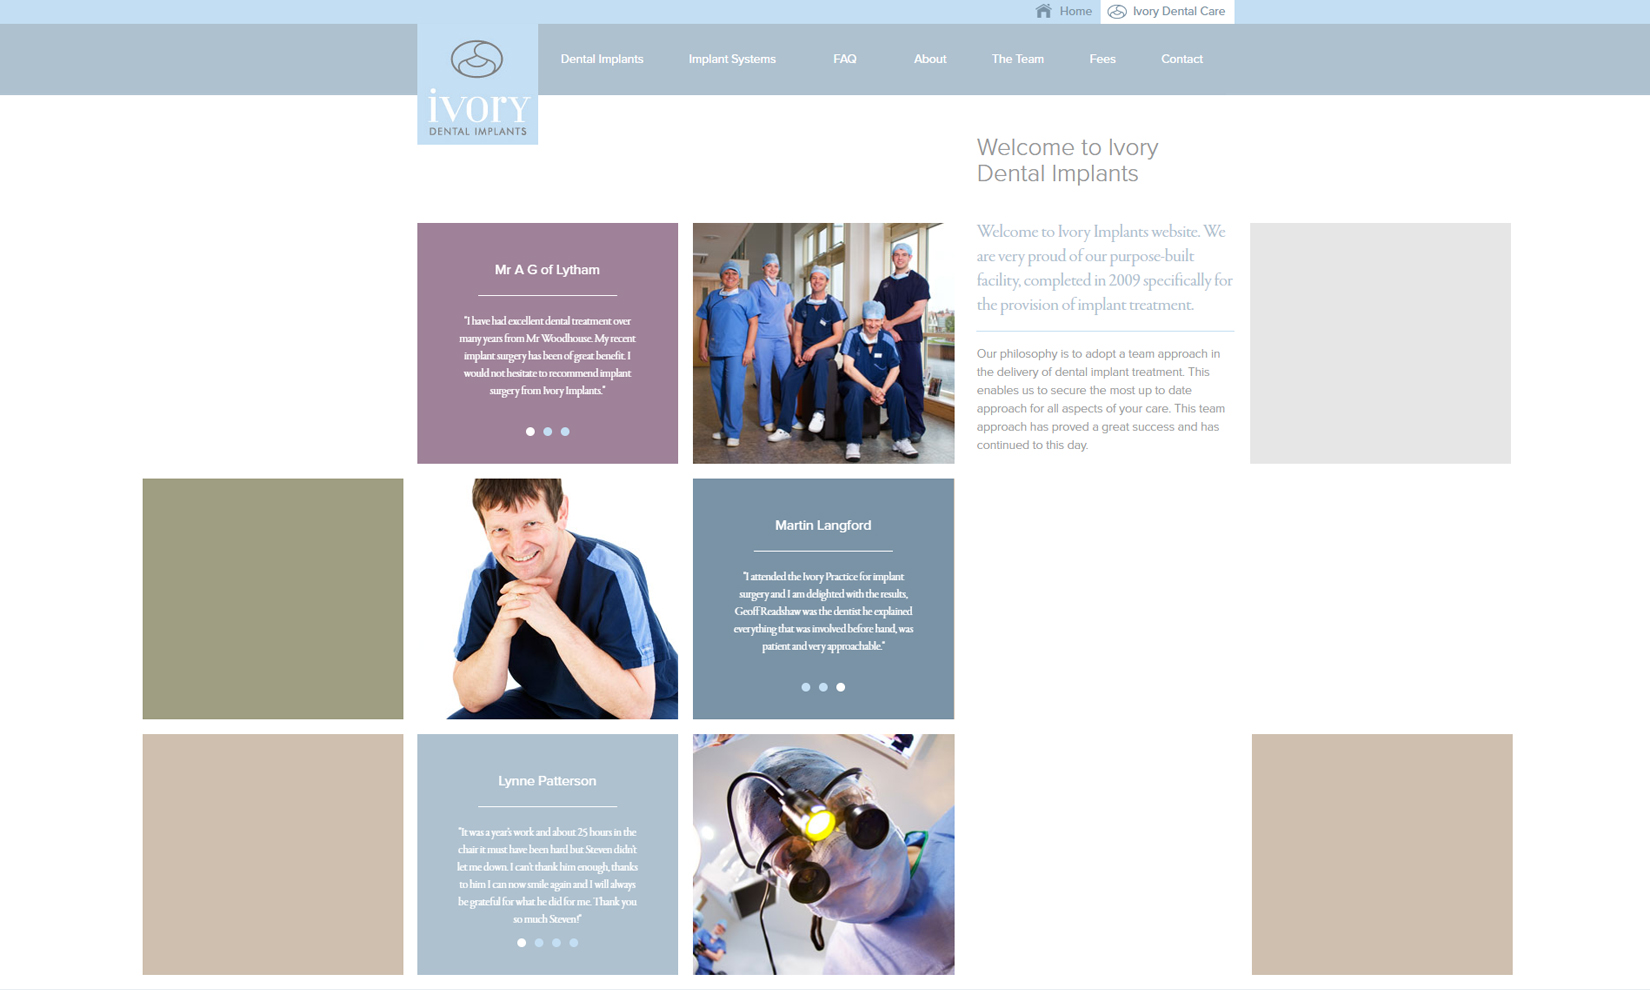 Home
Ivory Dental Care
ivory
DENTAL IMPLANTS
Dental Implants
Implant Systems
FAQ
About
The Team
Fees
Contact
Welcome to Ivory
Dental Implants
Welcome to Ivory Implants website. We
are very proud of our purpose-built
facility, completed in 2009 specifically for
the provision of implant treatment.
Our philosophy is to adopt a team approach in
the delivery of dental implant treatment. This
enables us to secure the most up to date
approach for all aspects of your care. This team
approach has proved a great success and has
continued to this day.
Mr A G of Lytham
"I have had excellent dental treatment over
many years from Mr Woodhouse. My recent
implant surgery has been of great benefit. I
would not hesitate to recommend implant
surgery from Ivory Implants."
Martin Langford
"I attended the Ivory Practice for implant
surgery and I am delighted with the results,
Geoff Readshaw was the dentist he explained
everything that was involved before hand, was
patient and very approachable."
Lynne Patterson
"It was a year's work and about 25 hours in the
chair it must have been hard but Steven didn't
let me down. I can't thank him enough, thanks
to him I can now smile again and I will always
be grateful for what he did for me. Thank you
so much Steven!"